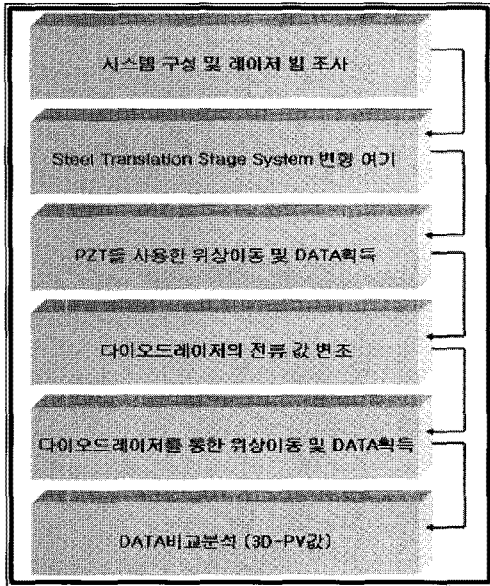 시스템 구성 및 레이저 빔 조사
Steel Translation Stage System 변형 여기
PZT를 사용한 위상이동 및 DATA획득
다이오드레이저의 전류 값 변조
다이오드레이저를 통한 위상이동 및 DATA획득
DATA비교분석 (3D-PV값)